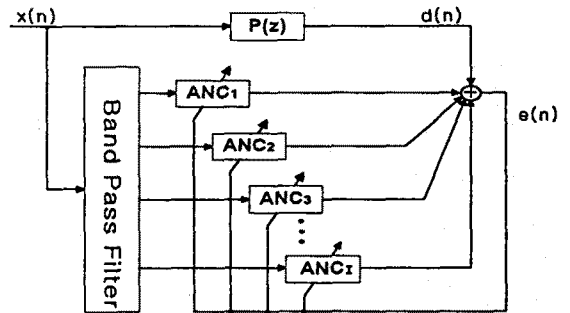 x(n)
P(z)
d(n)
ANC₁
e(n)
ANC₂
ANC₃
ANCI
Band Pass Filter